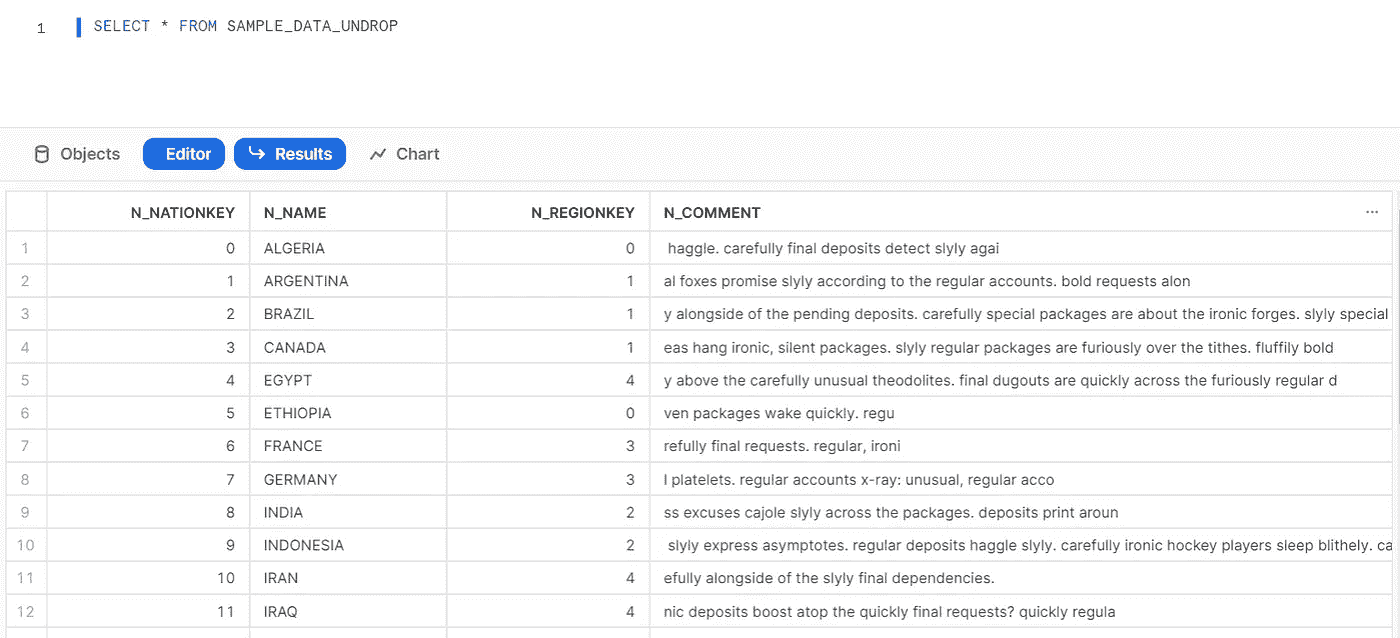 1 SELECT * FROM SAMPLE_DATA_UNDROP
Objects Editor Results Chart
N_NATIONKEY N_NAME N_REGIONKEY N_COMMENT ...
1 0 ALGERIA 0 haggle. carefully final deposits detect slyly agai
2 1 ARGENTINA 1 al foxes promise slyly according to the regular accounts. bold requests alon
3 2 BRAZIL 1 y alongside of the pending deposits. carefully special packages are about the ironic forges. slyly special
4 3 CANADA 1 eas hang ironic, silent packages. slyly regular packages are furiously over the tithes. fluffily bold
5 4 EGYPT 4 y above the carefully unusual theodolites. final dugouts are quickly across the furiously regular d
6 5 ETHIOPIA 0 ven packages wake quickly. regu
7 6 FRANCE 3 refully final requests. regular, ironi
8 7 GERMANY 3 l platelets. regular accounts x-ray: unusual, regular acco
9 8 INDIA 2 ss excuses cajole slyly across the packages. deposits print aroun
10 9 INDONESIA 2 slyly express asymptotes. regular deposits haggle slyly. carefully ironic hockey players sleep blithely. ca
11 10 IRAN 4 efully alongside of the slyly final dependencies.
12 11 IRAQ 4 nic deposits boost atop the quickly final requests? quickly regula